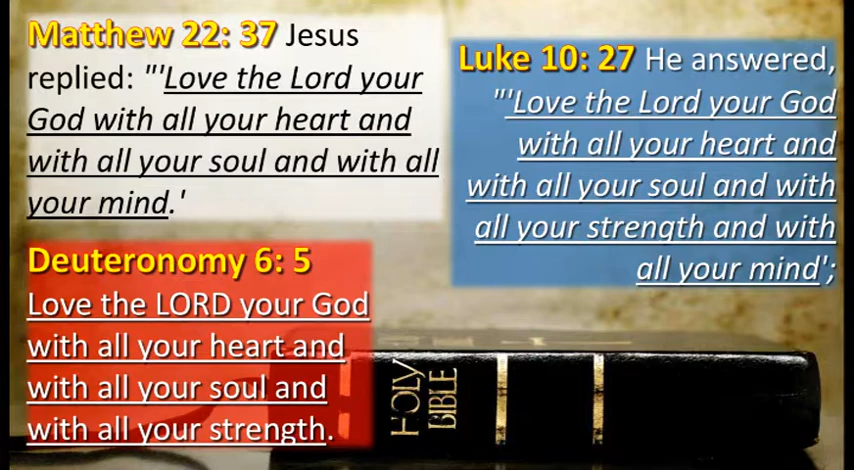 Matthew 22: 37 Jesus
replied: "'Love the Lord your
God with all your heart and
with all your soul and with all
your mind.'
Luke 10: 27 He answered,
"'Love the Lord your God
with all your heart and
with all your soul and with
all your strength and with
all your mind';
Deuteronomy 6: 5
Love the LORD your God
with all your heart and
with all your soul and
with all your strength.
HOLY
BIBLE